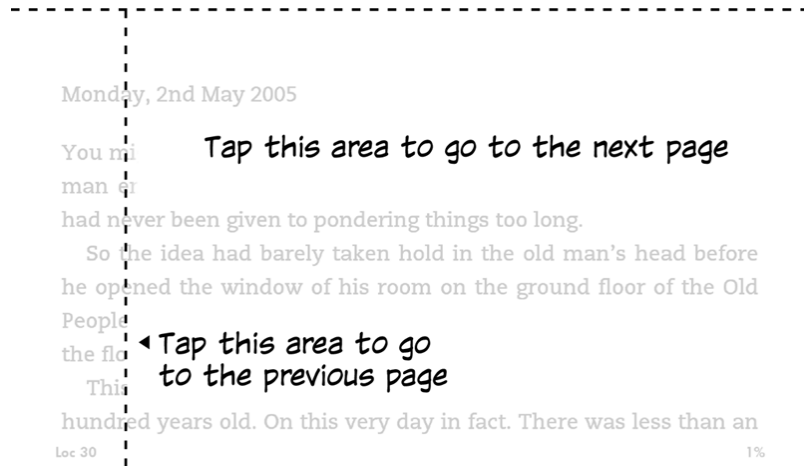 Monday, 2nd May 2005
You mi
Tap this area to go to the next page
man er
had never been given to pondering things too long.
So the idea had barely taken hold in the old man’s head before
he opened the window of his room on the ground floor of the Old
People
Tap this area to go
the flo
to the previous page
This
hundred years old. On this very day in fact. There was less than an
Loc 30
1%